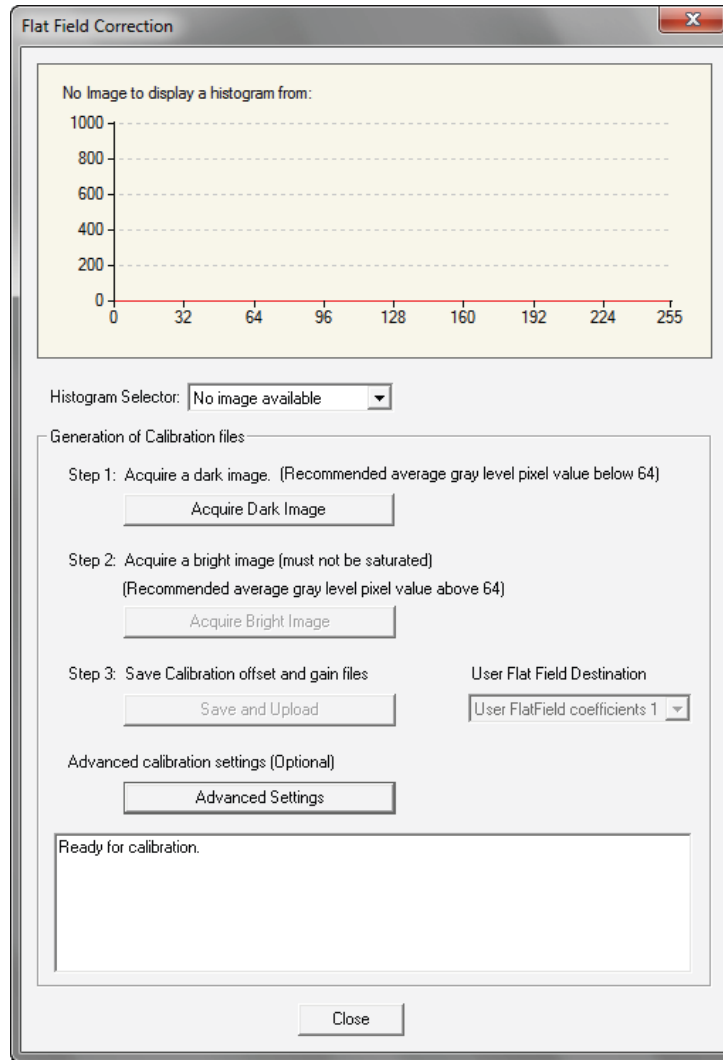 Flat Field Correction
No Image to display a histogram from:
1000
800
600
400
200
0
0 32 64 96 128 160 192 224 255
Histogram Selector: No image available
Generation of Calibration files
Step 1: Acquire a dark image. (Recommended average gray level pixel value below 64)
Acquire Dark Image
Step 2: Acquire a bright image (must not be saturated)
(Recommended average gray level pixel value above 64)
Acquire Bright Image
Step 3: Save Calibration offset and gain files User Flat Field Destination
Save and Upload User FlatField coefficients 1
Advanced calibration settings (Optional)
Advanced Settings
Ready for calibration.
Close